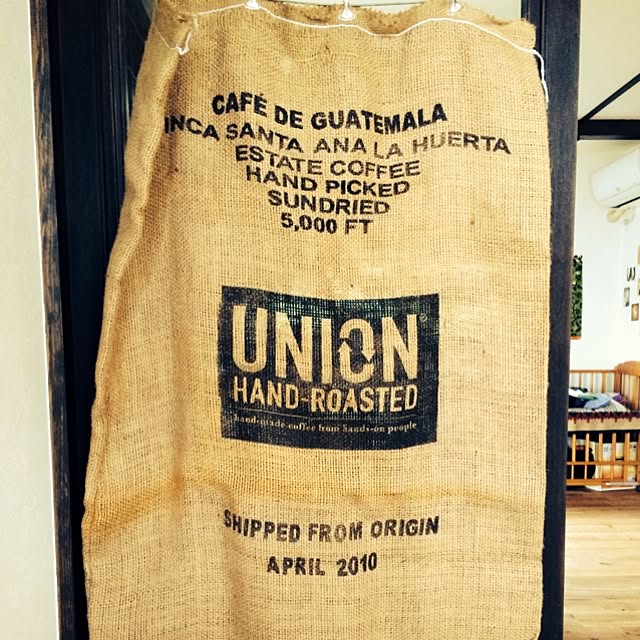 CAFÉ DE GUATEMALA
INCA SANTA ANA LA HUERTA
ESTATE COFFEE
HAND PICKED
SUNDRIED
5,000 FT
UNION®
HAND-ROASTED
hand-made coffee from hands-on people
SHIPPED FROM ORIGIN
APRIL 2010